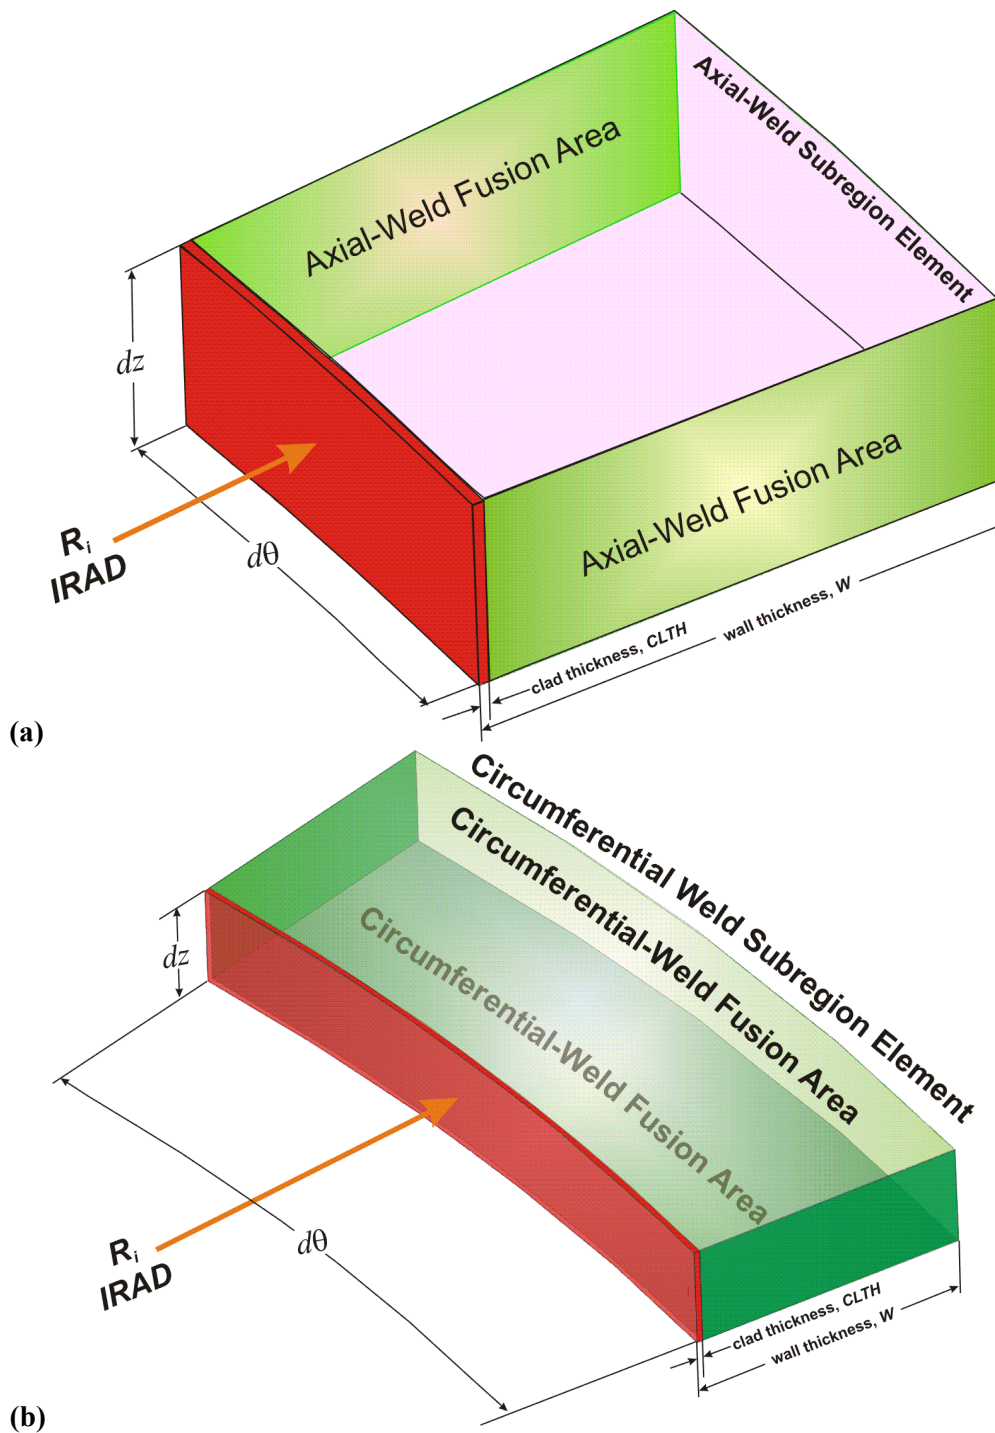 Axial-Weld Fusion Area
Axial-Weld Subregion Element
dz
Axial-Weld Fusion Area
Ri
IRAD
dθ
clad thickness, CLTH
wall thickness, W
(a)
Circumferential Weld Subregion Element
Circumferential-Weld Fusion Area
Circumferential-Weld Fusion Area
dz
Ri
IRAD
dθ
clad thickness, CLTH
wall thickness, W
(b)